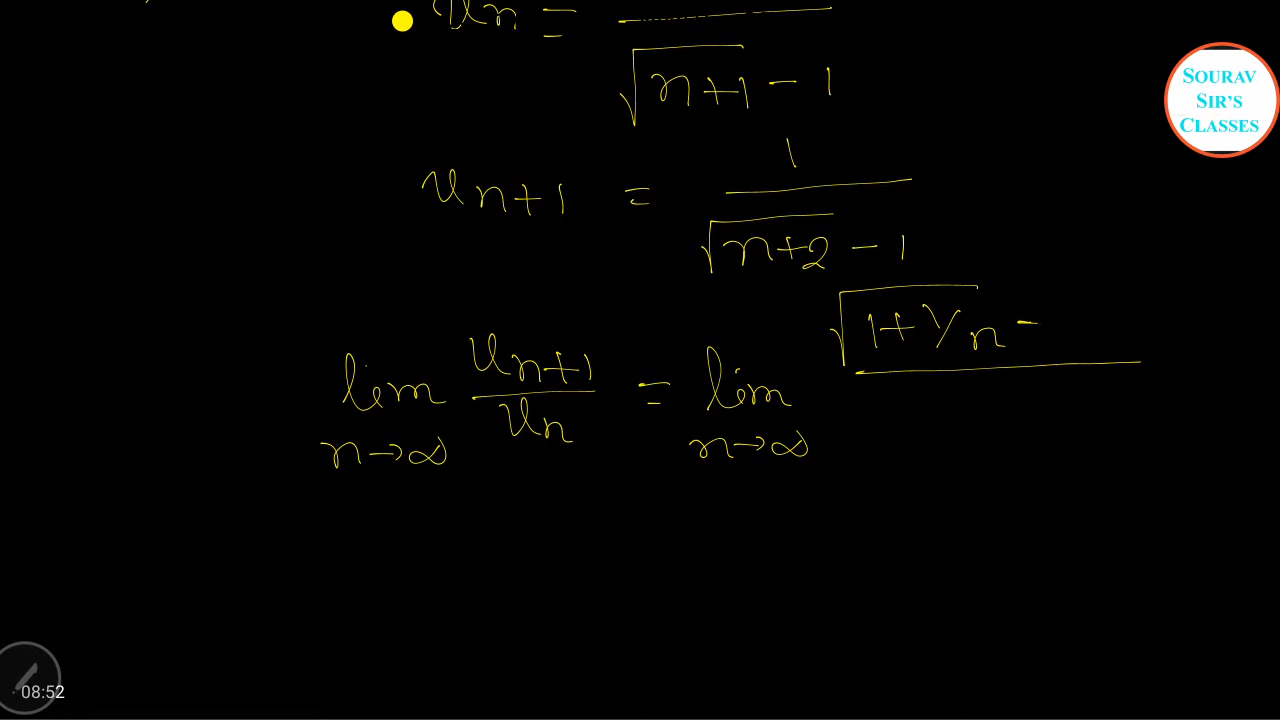 uₙ =
√(n+1) - 1
uₙ₊₁ = 1 / (√(n+2) - 1)
lim n→∞ uₙ₊₁ / uₙ = lim n→∞ √(1+1/n) -
SOURAV
SIR'S
CLASSES
08:52